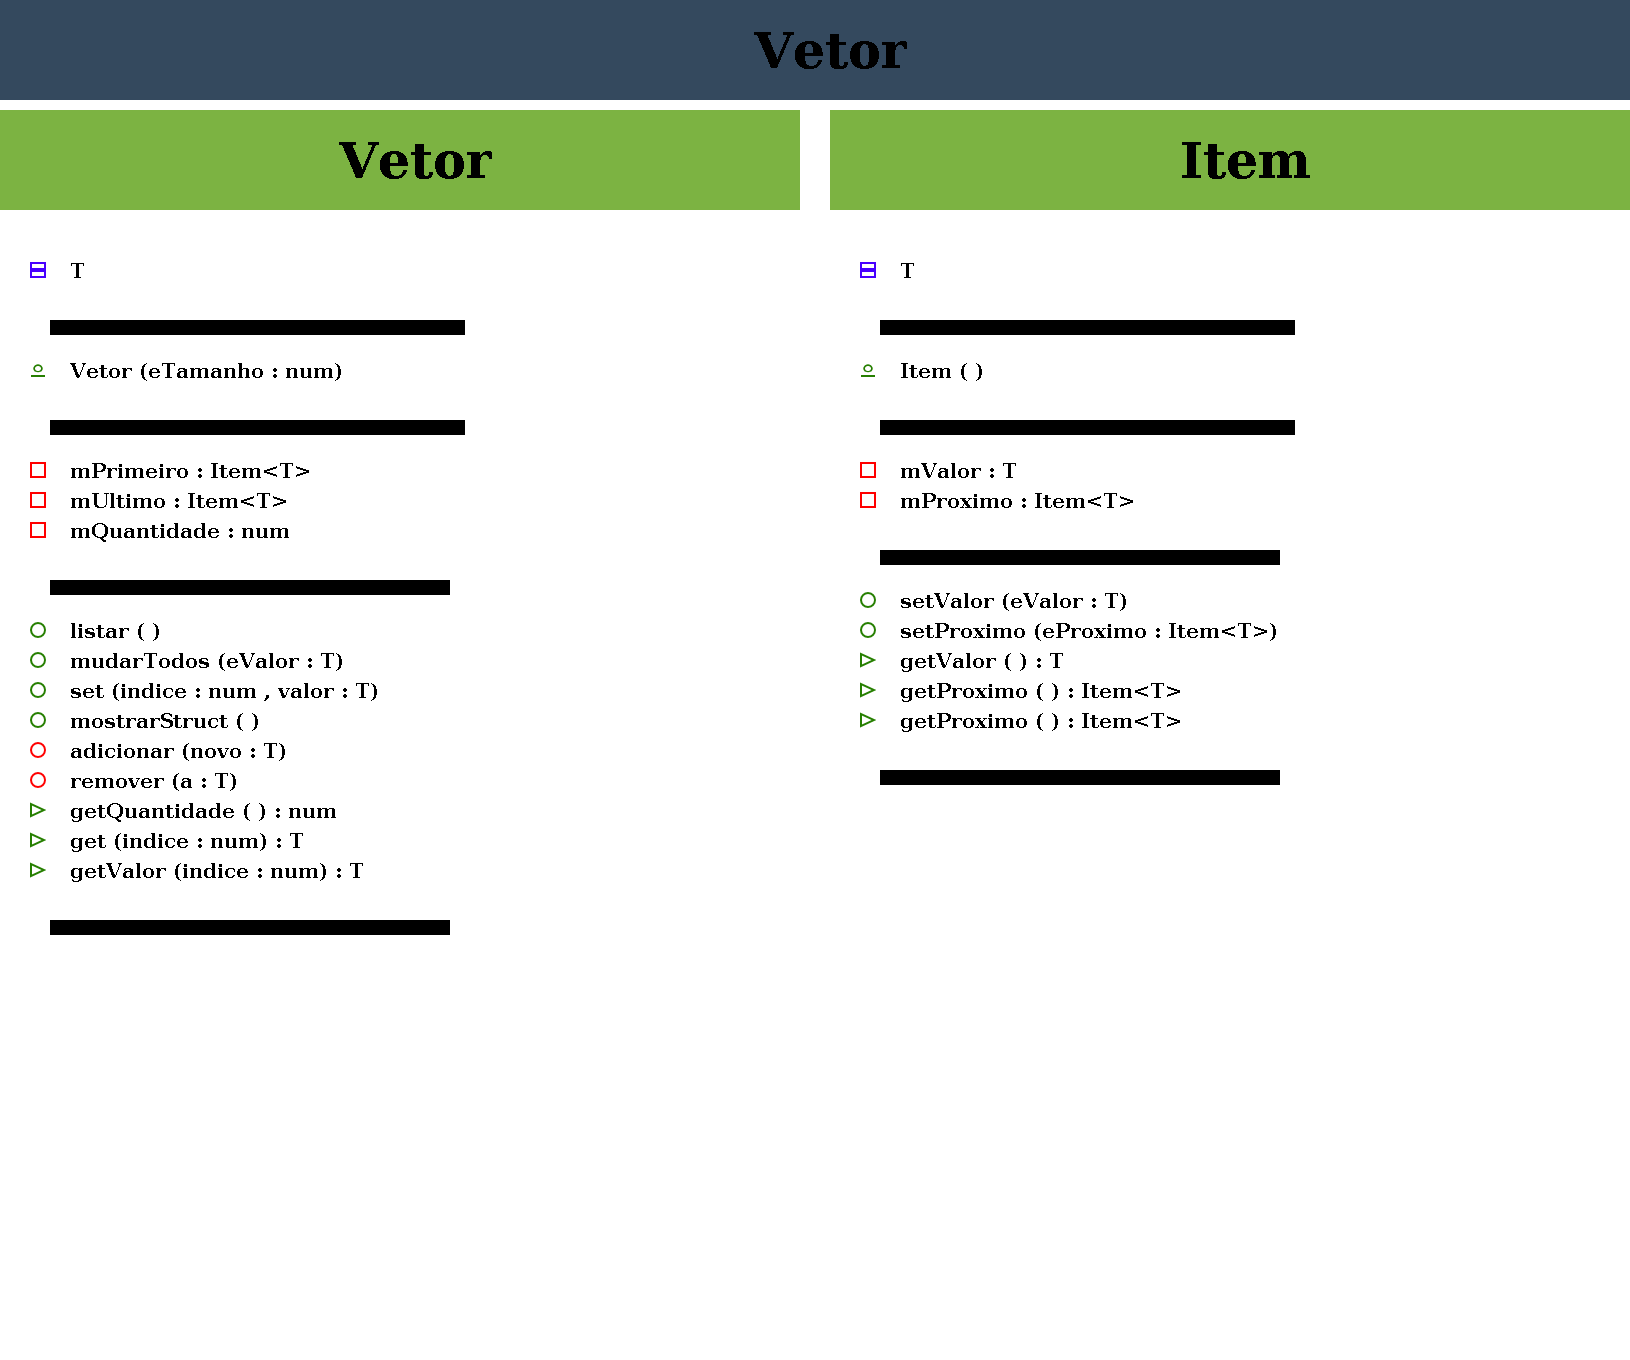 Vetor
Vetor
T
Vetor (eTamanho : num)
mPrimeiro : Item<T>
mUltimo : Item<T>
mQuantidade : num
listar ( )
mudarTodos (eValor : T)
set (indice : num , valor : T)
mostrarStruct ( )
adicionar (novo : T)
remover (a : T)
getQuantidade ( ) : num
get (indice : num) : T
getValor (indice : num) : T
Item
T
Item ( )
mValor : T
mProximo : Item<T>
setValor (eValor : T)
setProximo (eProximo : Item<T>)
getValor ( ) : T
getProximo ( ) : Item<T>
getProximo ( ) : Item<T>